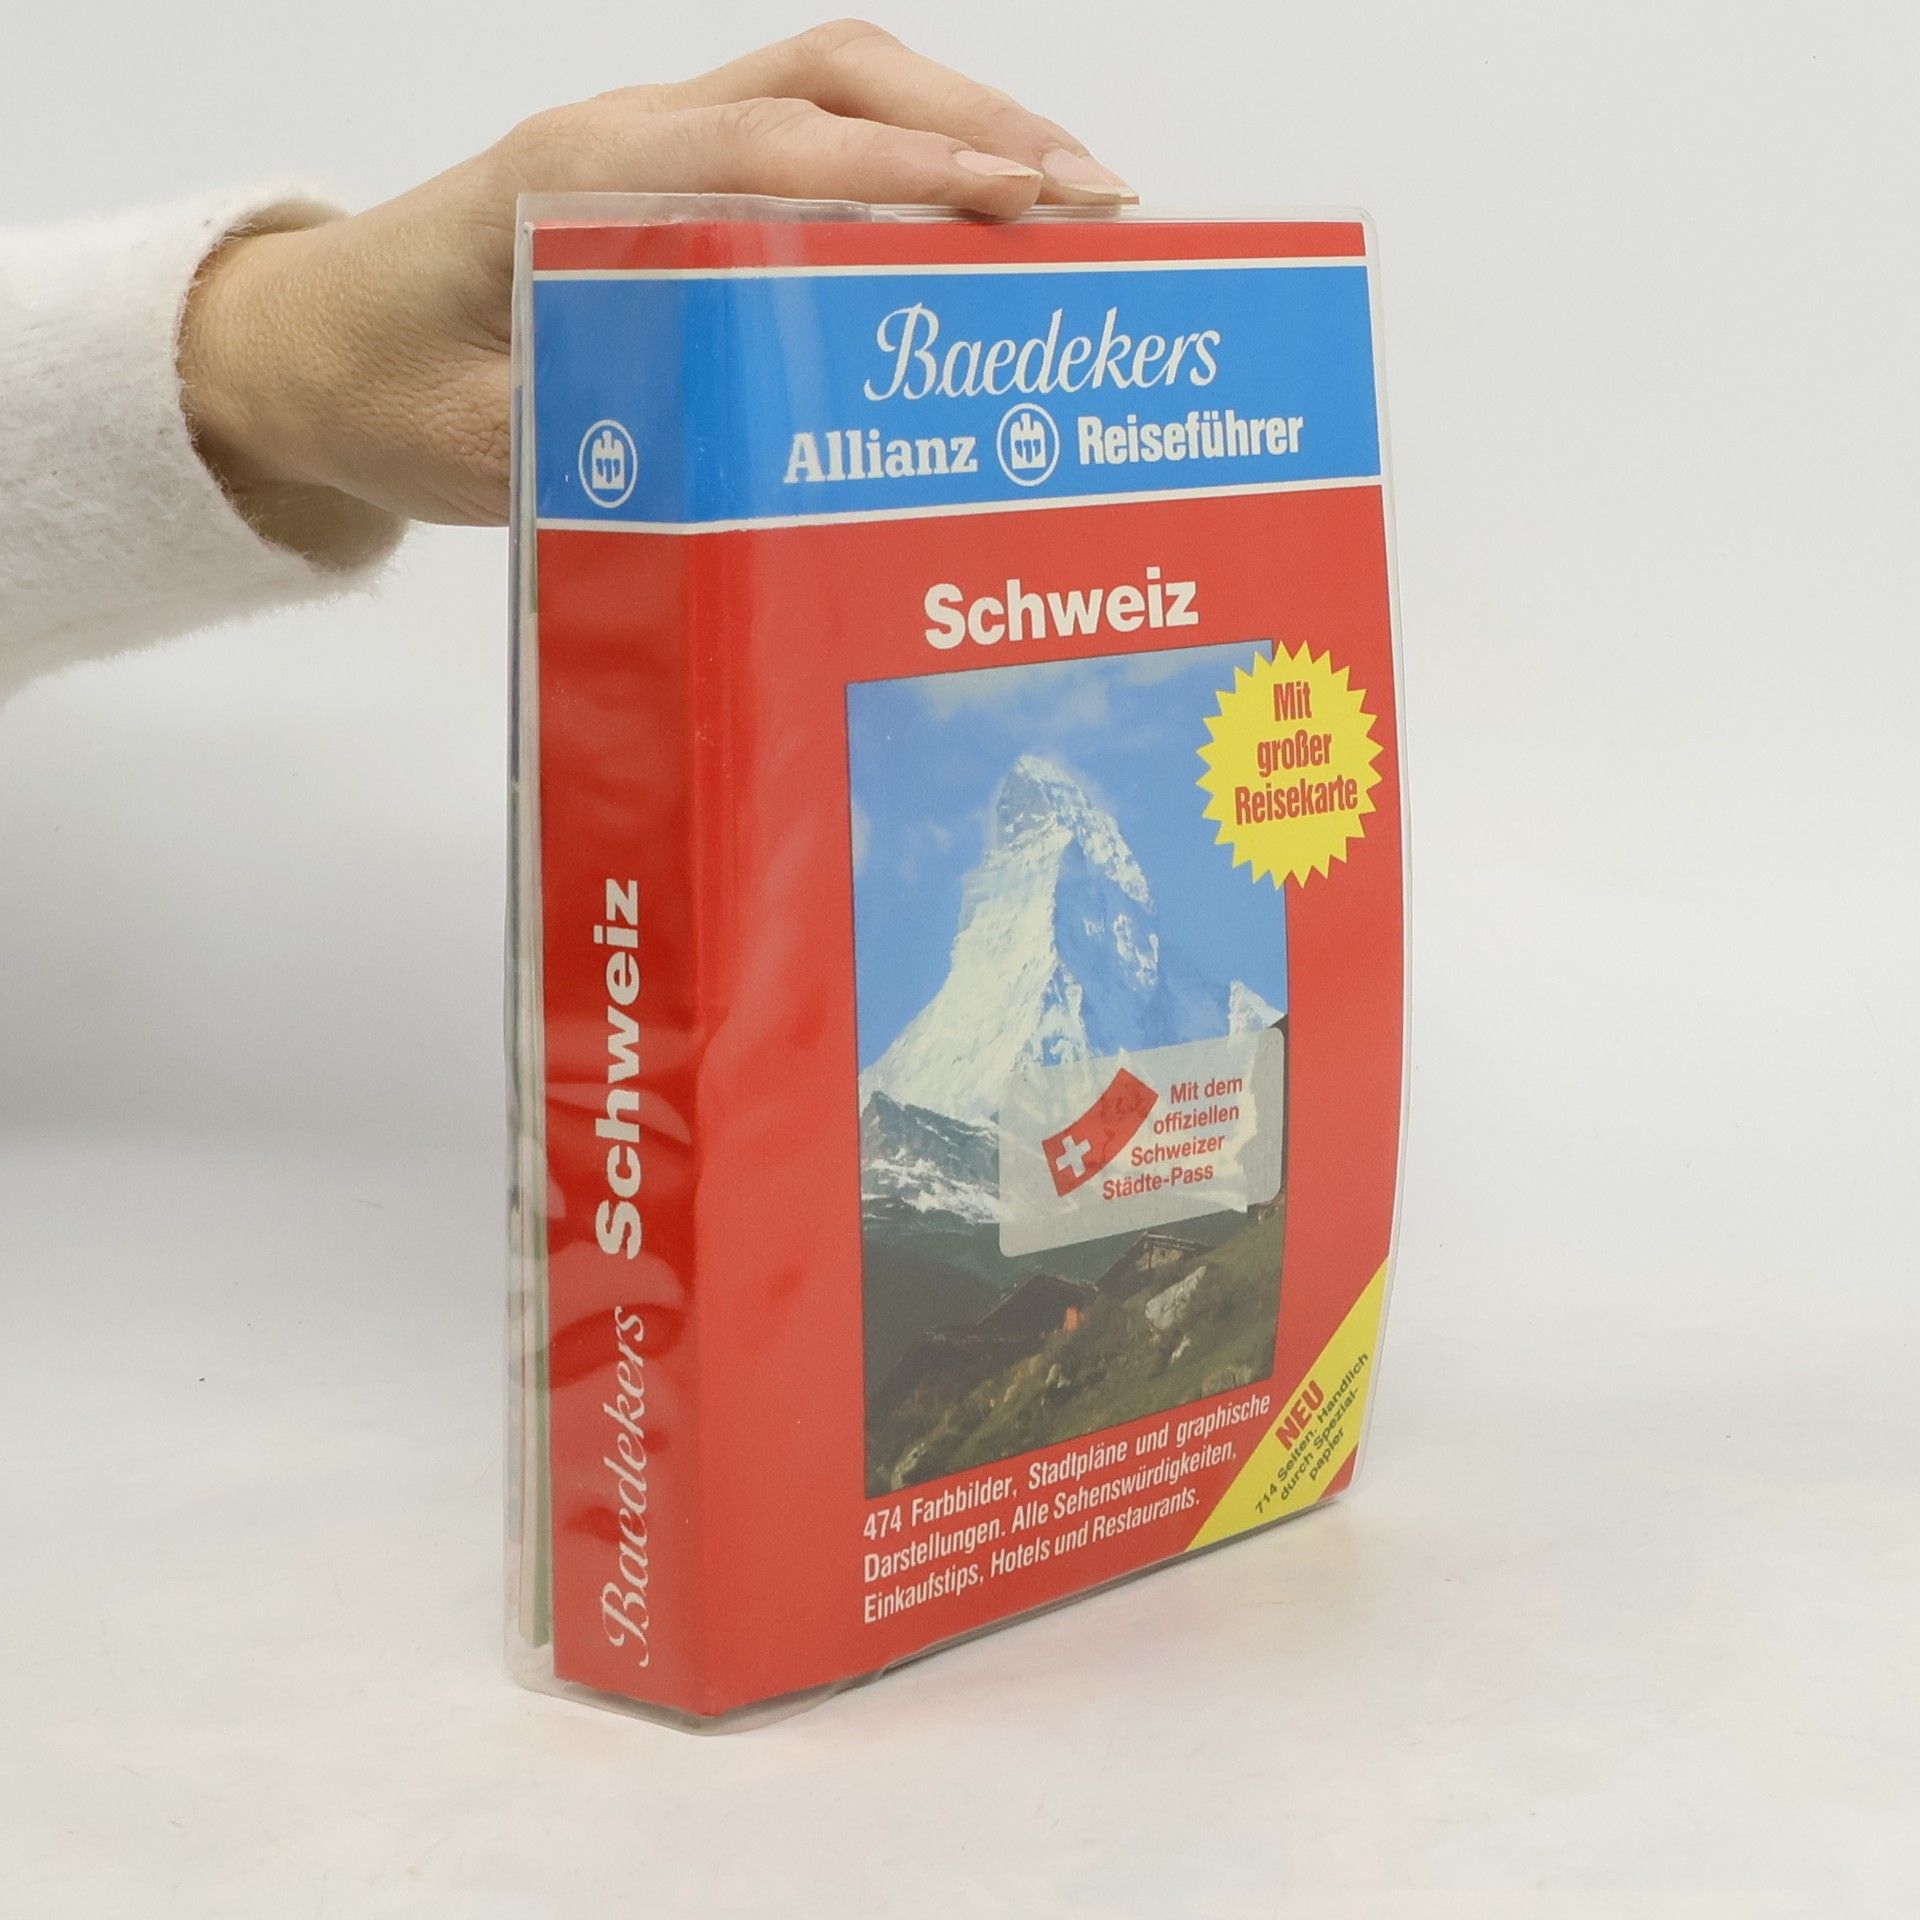 Baedekers
Allianz Reiseführer
Schweiz
Mit
großer
Reisekarte
Mit dem
offiziellen
Schweizer
Städte-Pass
474 Farbbilder, Stadtpläne und graphische
Darstellungen. Alle Sehenswürdigkeiten,
Einkaufstips, Hotels und Restaurants.
NEU
714 Seiten. Handlich
durch Spezial-
papier
Baedekers Schweiz